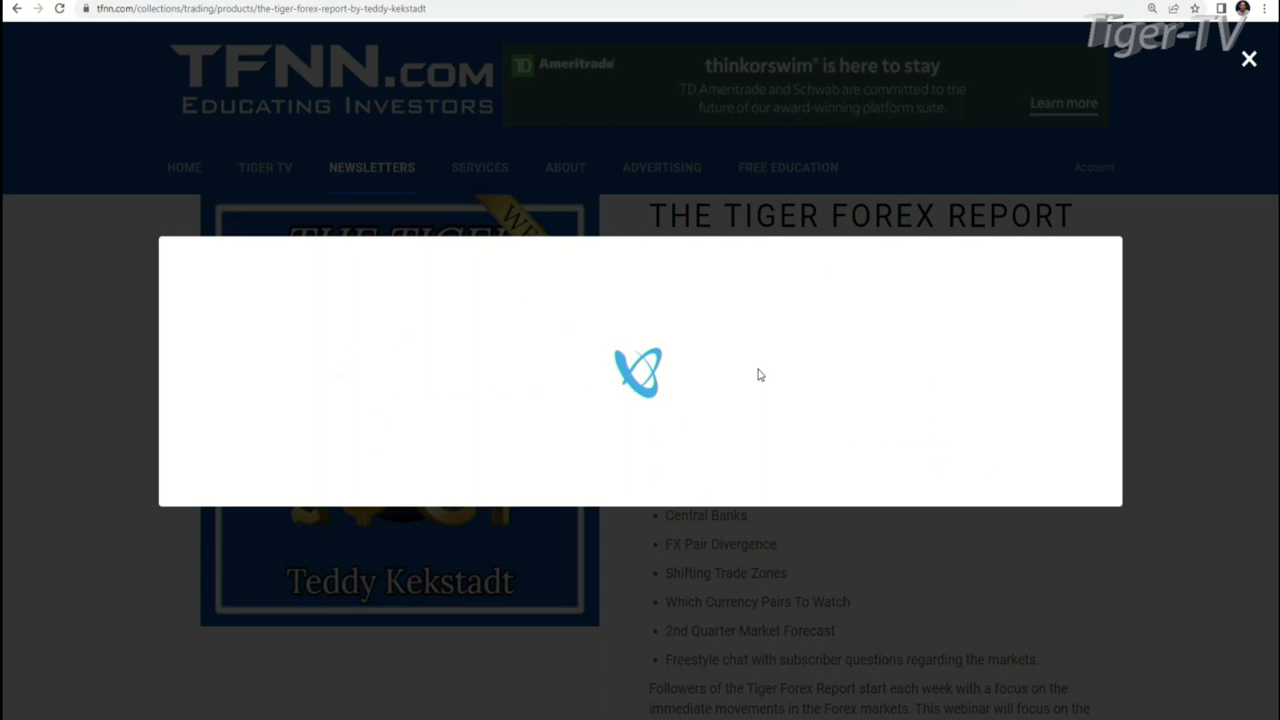 tfnn.com/collections/trading/products/the-tiger-forex-report-by-teddy-kekstadt
Tiger-TV
TFNN.COM
EDUCATING INVESTORS
TD Ameritrade
thinkorswim® is here to stay
TD Ameritrade and Schwab are committed to the
future of our award-winning platform suite.
Learn more
HOME TIGER TV NEWSLETTERS SERVICES ABOUT ADVERTISING FREE EDUCATION Account
THE TIGER FOREX REPORT
THE TIGER
• Central Banks
• FX Pair Divergence
• Shifting Trade Zones
• Which Currency Pairs To Watch
• 2nd Quarter Market Forecast
• Freestyle chat with subscriber questions regarding the markets.
Followers of the Tiger Forex Report start each week with a focus on the
immediate movements in the Forex markets. This webinar will focus on the
Teddy Kekstadt